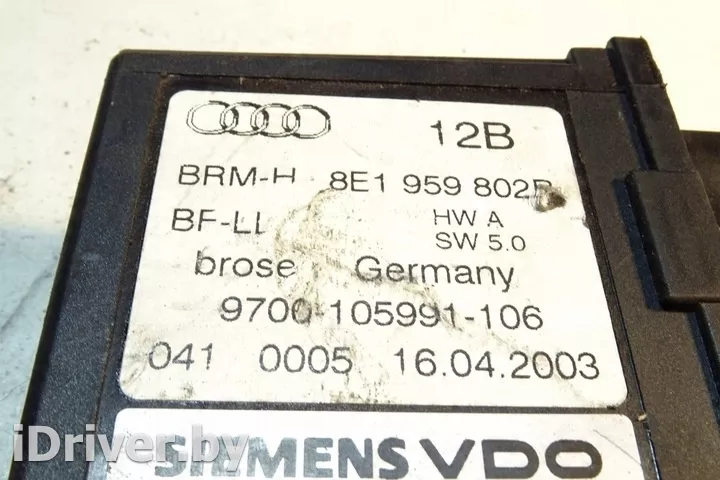 12B
BRM-H 8E1 959 802
BF-LL HW A
SW 5.0
brose Germany
9700-105991-106
041 0005 16.04.2003
SIEMENS VDO
iDriver.by